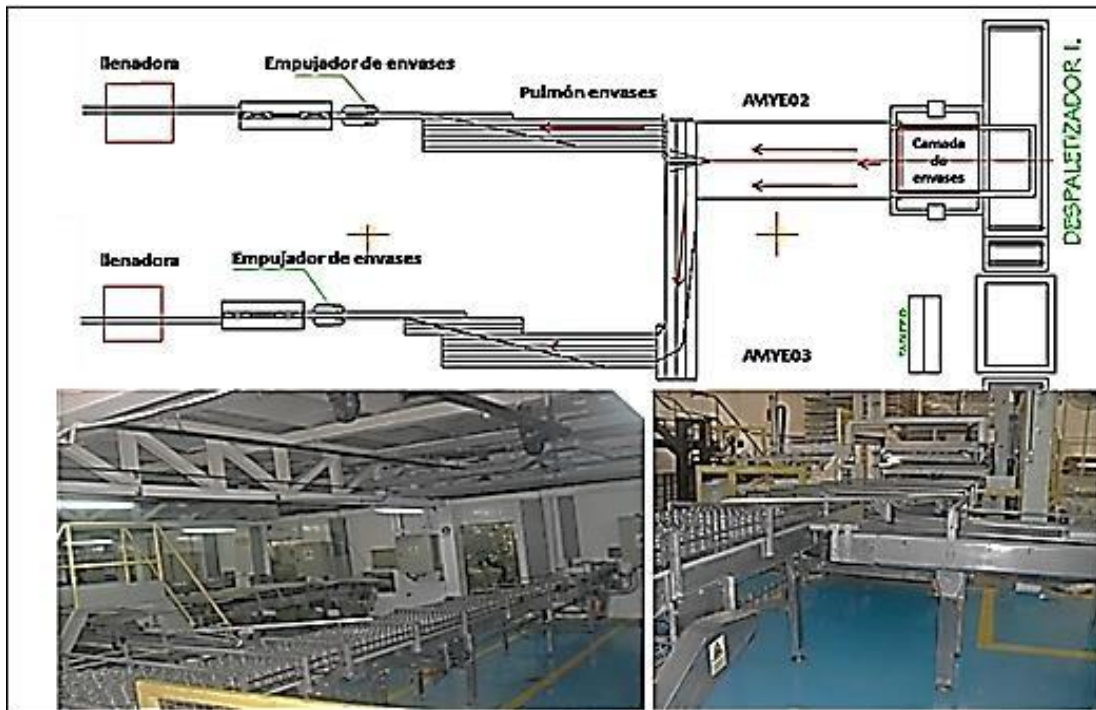 llenadora
Empujador de envases
Pulmón envases
AMYE02
Camada
de
envases
DESPALETIZADOR I.
llenadora
Empujador de envases
AMYE03